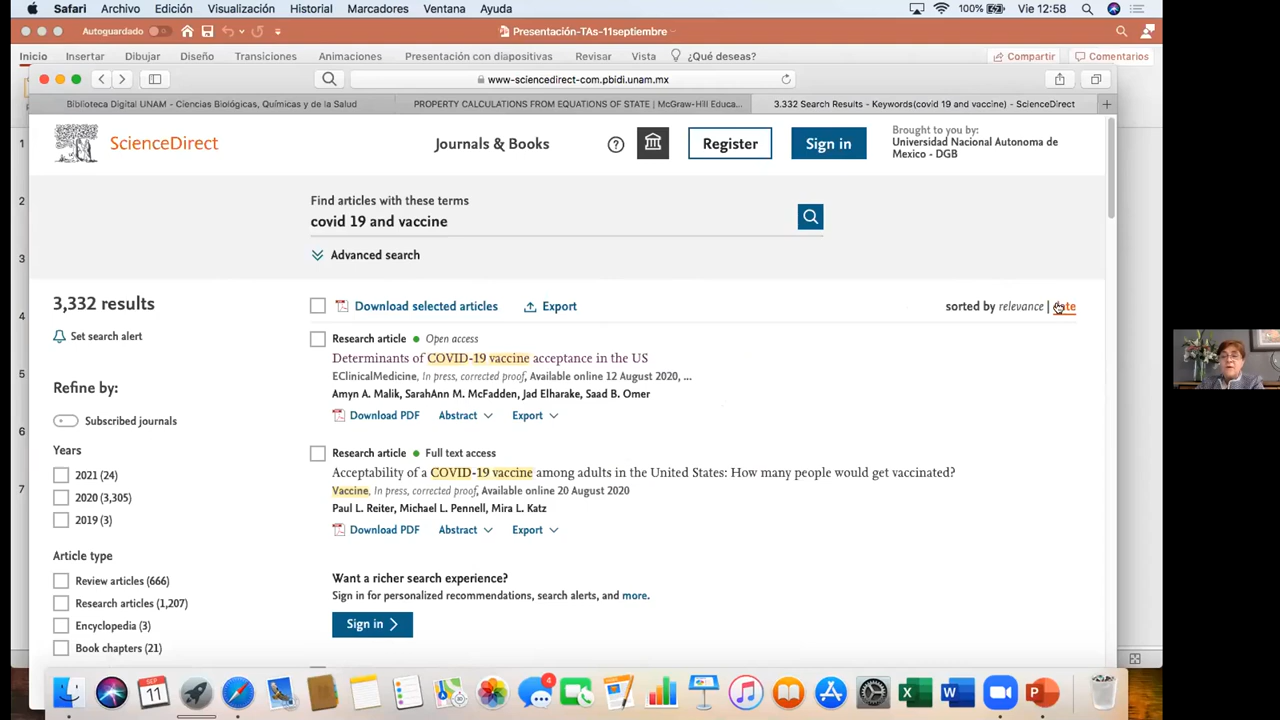 Safari Archivo Edición Visualización Historial Marcadores Ventana Ayuda 100% Vie 12:58
Autoguardado Presentación-TAs-11septiembre
Inicio Insertar Dibujar Diseño Transiciones Animaciones Presentación con diapositivas Revisar Vista ¿Qué deseas? Compartir Comentarios
www-sciencedirect-com.pbidi.unam.mx
Biblioteca Digital UNAM - Ciencias Biológicas, Químicas y de la Salud PROPERTY CALCULATIONS FROM EQUATIONS OF STATE | McGraw-Hill Educa... 3.332 Search Results - Keywords(covid 19 and vaccine) - ScienceDirect
ScienceDirect Journals & Books ? Register Sign in
Brought to you by:
Universidad Nacional Autonoma de
Mexico - DGB
Find articles with these terms
covid 19 and vaccine
Advanced search
3,332 results
Set search alert
Refine by:
Subscribed journals
Years
2021 (24)
2020 (3,305)
2019 (3)
Article type
Review articles (666)
Research articles (1,207)
Encyclopedia (3)
Book chapters (21)
Download selected articles Export sorted by relevance |
Research article Open access
Determinants of COVID-19 vaccine acceptance in the US
EClinicalMedicine, In press, corrected proof, Available online 12 August 2020, ...
Amyn A. Malik, SarahAnn M. McFadden, Jad Elharake, Saad B. Omer
Download PDF Abstract Export
Research article Full text access
Acceptability of a COVID-19 vaccine among adults in the United States: How many people would get vaccinated?
Vaccine, In press, corrected proof, Available online 20 August 2020
Paul L. Reiter, Michael L. Pennell, Mira L. Katz
Download PDF Abstract Export
Want a richer search experience?
Sign in for personalized recommendations, search alerts, and more.
Sign in
1
2
3
4
5
6
7
SEP
11
4